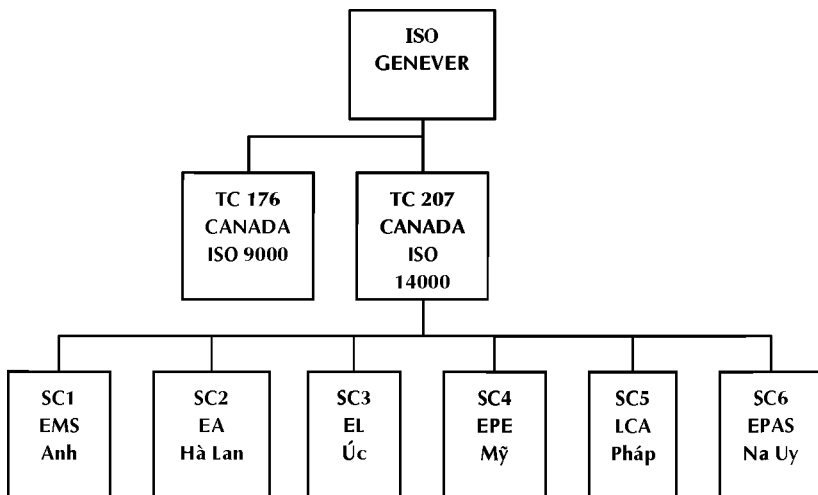 ISO
GENEVER
TC 176
CANADA
ISO 9000
TC 207
CANADA
ISO
14000
SC1
EMS
Anh
SC2
EA
Hà Lan
SC3
EL
Úc
SC4
EPE
Mỹ
SC5
LCA
Pháp
SC6
EPAS
Na Uy